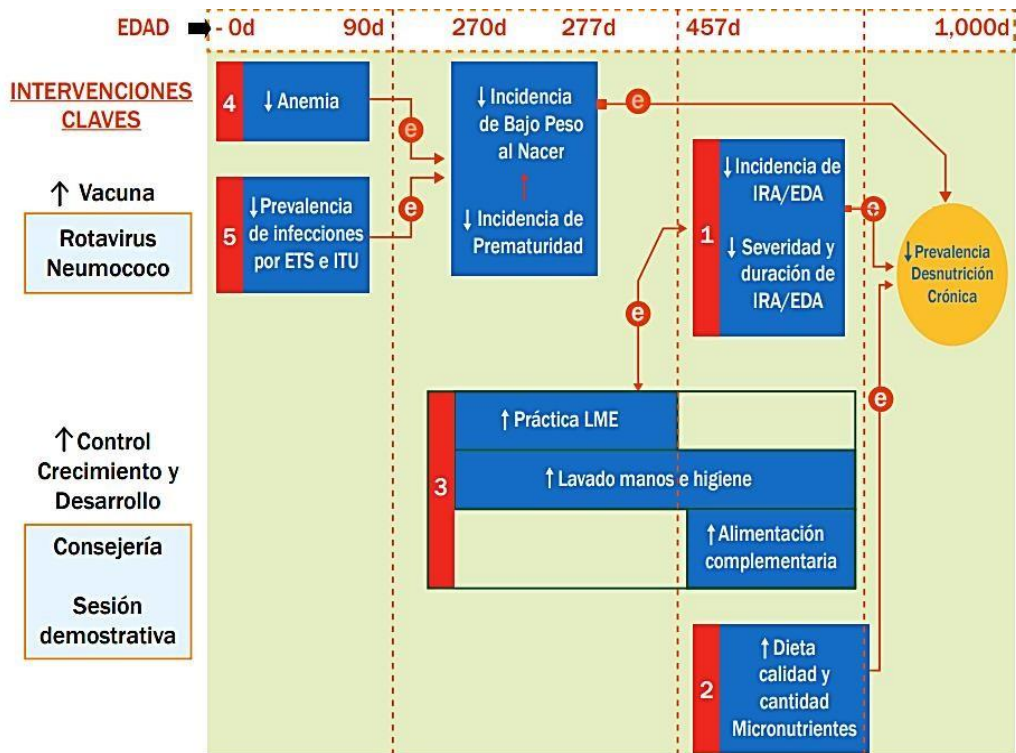 EDAD - 0d 90d 270d 277d 457d 1,000d
INTERVENCIONES
CLAVES
↑ Vacuna
Rotavirus
Neumococo
↑ Control
Crecimiento y
Desarrollo
Consejería
Sesión
demostrativa
4
↓ Anemia
e
5
↓ Prevalencia
de infecciones
por ETS e ITU
e
↓ Incidencia
de Bajo Peso
al Nacer
↓ Incidencia de
Prematuridad
e
1
↓ Incidencia de
IRA/EDA
↓ Severidad y
duración de
IRA/EDA
e
e
↓ Prevalencia
Desnutrición
Crónica
3
↑ Práctica LME
↑ Lavado manos e higiene
↑ Alimentación
complementaria
e
2
↑ Dieta
calidad y
cantidad
Micronutrientes